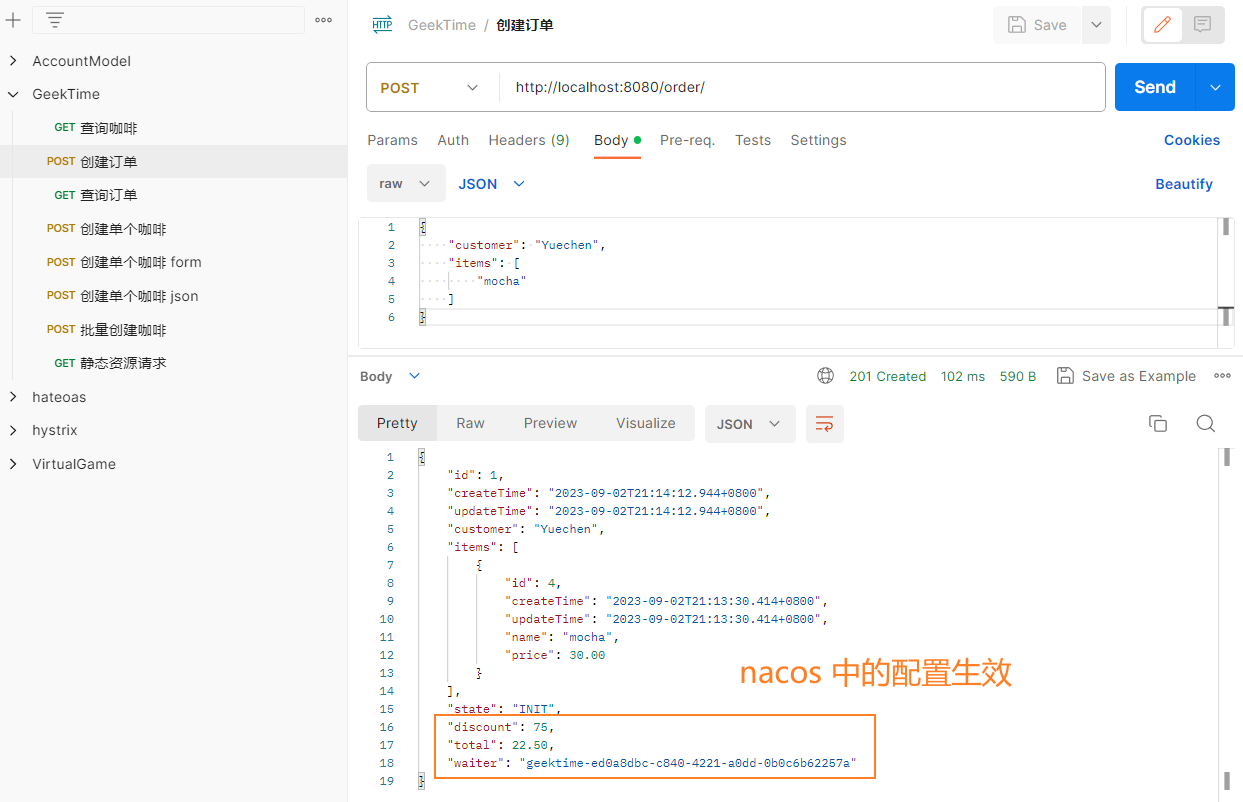 GeekTime / 创建订单
Save
AccountModel
GeekTime
GET 查询咖啡
POST 创建订单
GET 查询订单
POST 创建单个咖啡
POST 创建单个咖啡 form
POST 创建单个咖啡 json
POST 批量创建咖啡
GET 静态资源请求
hateoas
hystrix
VirtualGame
POST http://localhost:8080/order/
Send
Params Auth Headers (9) Body Pre-req. Tests Settings Cookies
raw JSON Beautify
1 {
2 "customer": "Yuechen",
3 "items": [
4 "mocha"
5 ]
6 }
Body 201 Created 102 ms 590 B Save as Example
Pretty Raw Preview Visualize JSON
1 {
2 "id": 1,
3 "createTime": "2023-09-02T21:14:12.944+0800",
4 "updateTime": "2023-09-02T21:14:12.944+0800",
5 "customer": "Yuechen",
6 "items": [
7 {
8 "id": 4,
9 "createTime": "2023-09-02T21:13:30.414+0800",
10 "updateTime": "2023-09-02T21:13:30.414+0800",
11 "name": "mocha",
12 "price": 30.00
13 }
14 ],
15 "state": "INIT",
16 "discount": 75,
17 "total": 22.50,
18 "waiter": "geektime-ed0a8dbc-c840-4221-a0dd-0b0c6b62257a"
19 }
nacos 中的配置生效